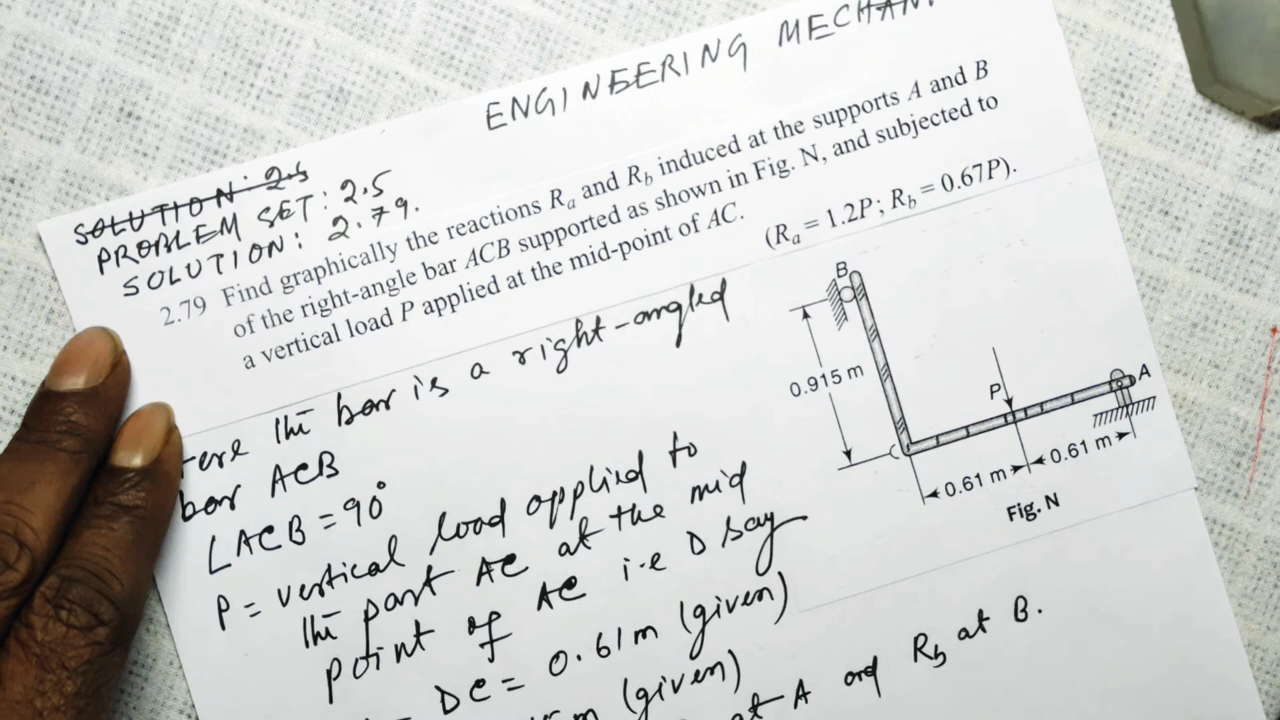 ENGINEERING MECHAN
SOLUTION: 2.5
PROBLEM SET: 2.5
SOLUTION: 2.79.
2.79 Find graphically the reactions Ra and Rb induced at the supports A and B
of the right-angle bar ACB supported as shown in Fig. N, and subjected to
a vertical load P applied at the mid-point of AC.
(Ra = 1.2P; Rb = 0.67P).
B
0.915 m
P
A
C
0.61 m
0.61 m
Fig. N
Here the bar is a right-angled
bar ACB
∠ACB = 90°
P = vertical load applied to
the part AC at the mid
point of AC i.e D say
DC = 0.61m (given)
m (given)
at A and Rb at B.